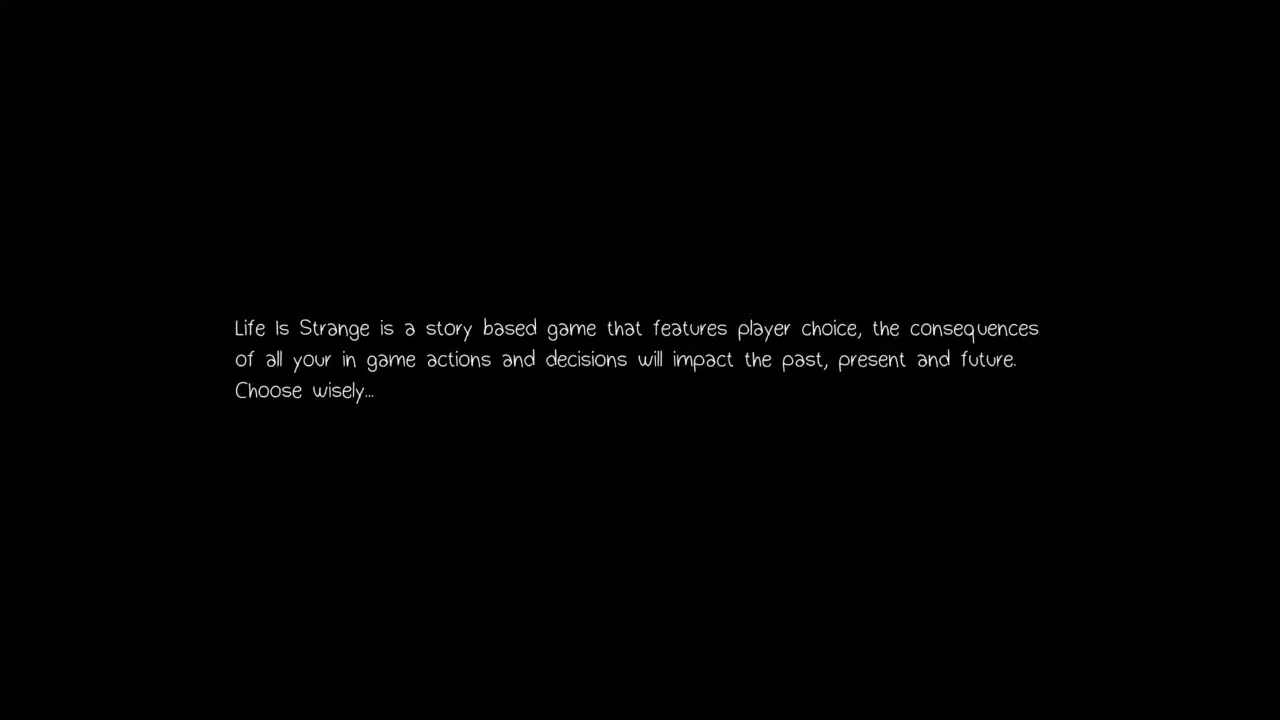 Life Is Strange is a story based game that features player choice, the consequences
of all your in game actions and decisions will impact the past, present and future.
Choose wisely...